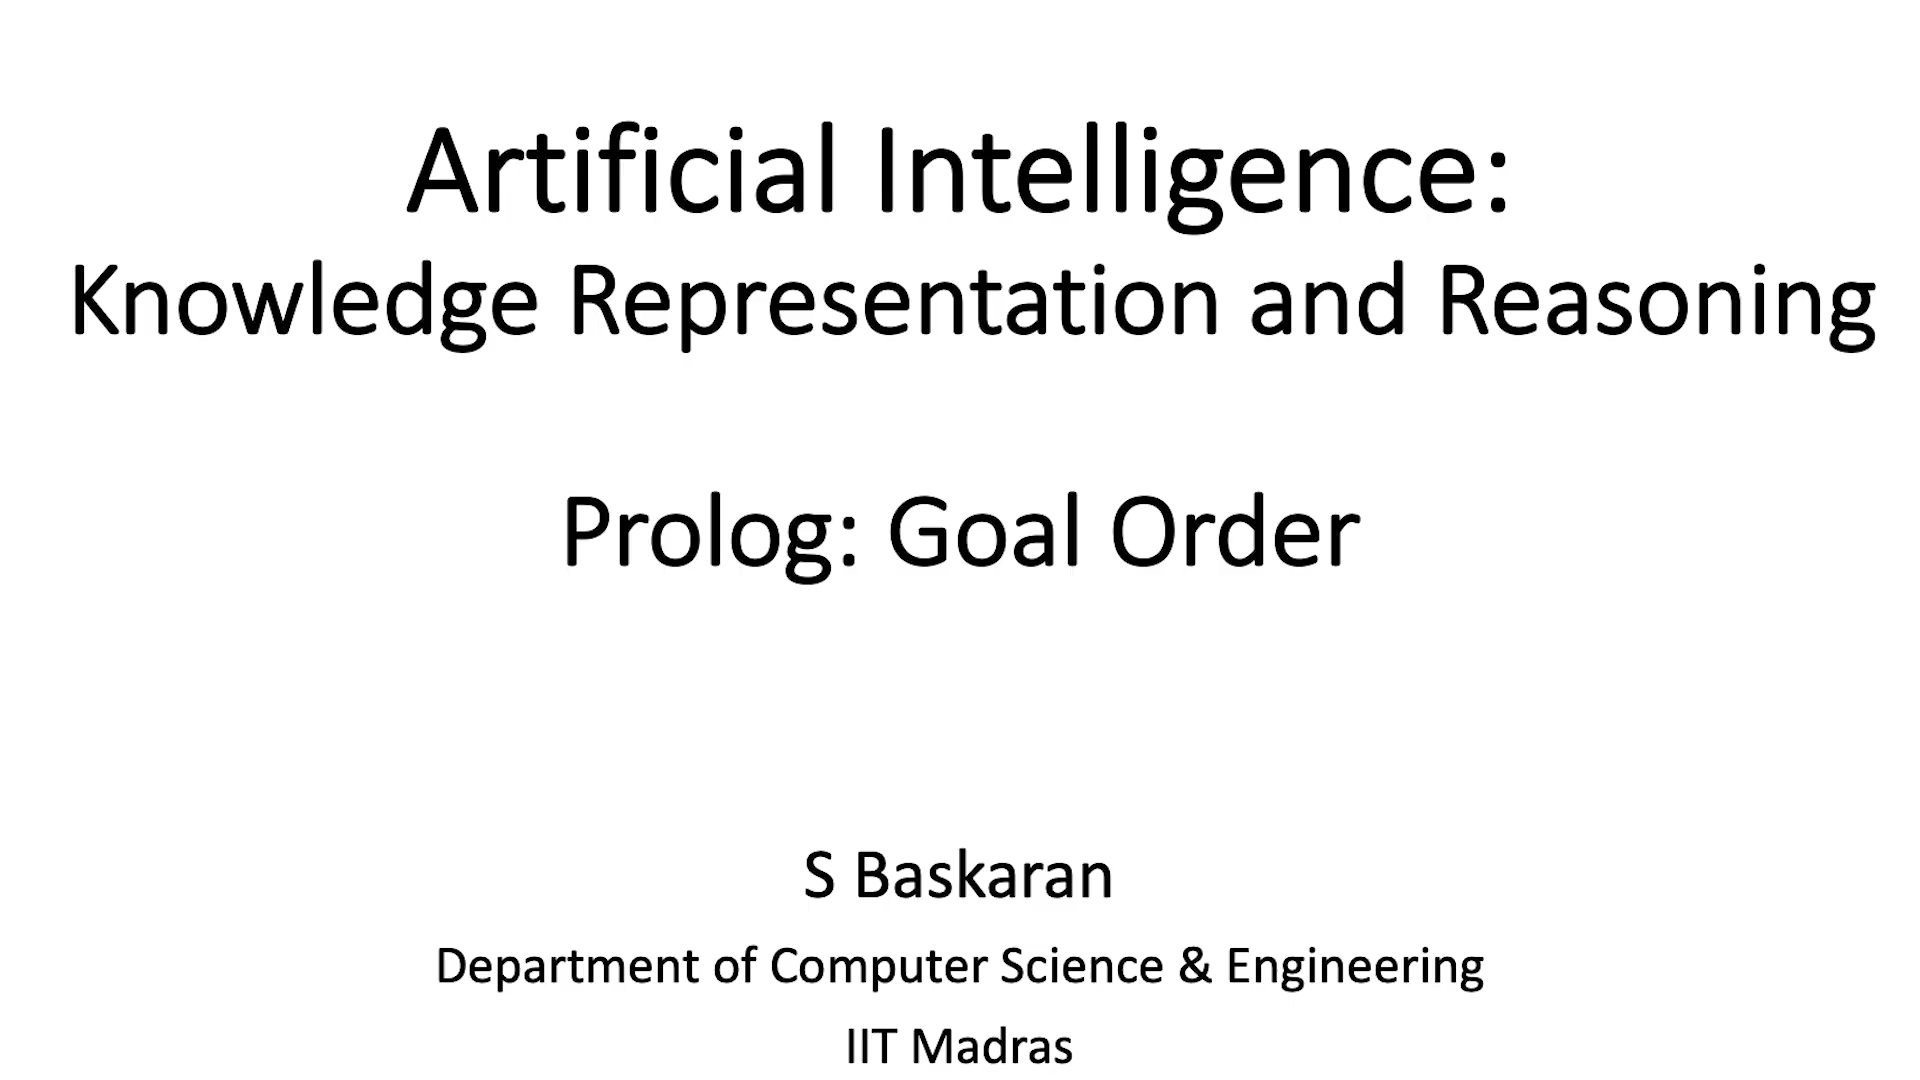 Artificial Intelligence:
Knowledge Representation and Reasoning
Prolog: Goal Order
S Baskaran
Department of Computer Science & Engineering
IIT Madras